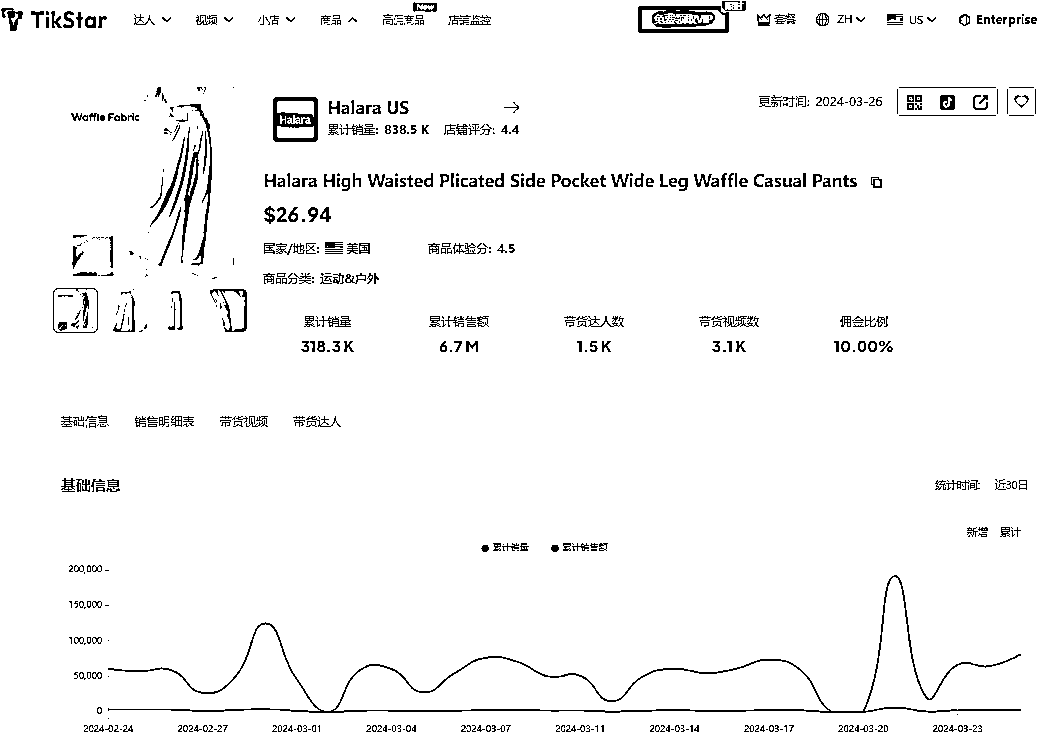 TikStar 达人 视频 小店 商品 高佣商品 New 店铺监控 免费领取VIP 套餐 ZH US Enterprise
Waffle Fabric
Halara
Halara US
累计销量: 838.5 K 店铺评分: 4.4
更新时间: 2024-03-26
Halara High Waisted Plicated Side Pocket Wide Leg Waffle Casual Pants
$26.94
国家/地区: 美国 商品体验分: 4.5
商品分类: 运动&户外
累计销量 累计销售额 带货达人数 带货视频数 佣金比例
318.3 K 6.7 M 1.5 K 3.1 K 10.00%
基础信息 销售明细表 带货视频 带货达人
基础信息 统计时间: 近30日
新增 累计
累计销量 累计销售额
200,000
150,000
100,000
50,000
0
2024-02-24 2024-02-27 2024-03-01 2024-03-04 2024-03-07 2024-03-11 2024-03-14 2024-03-17 2024-03-20 2024-03-23